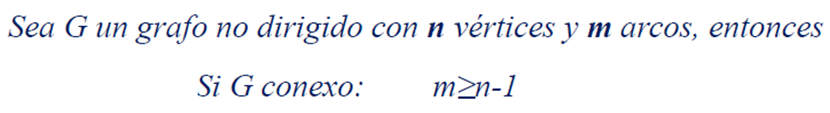 Sea G un grafo no dirigido con n vértices y m arcos, entonces
Si G conexo: m≥n-1